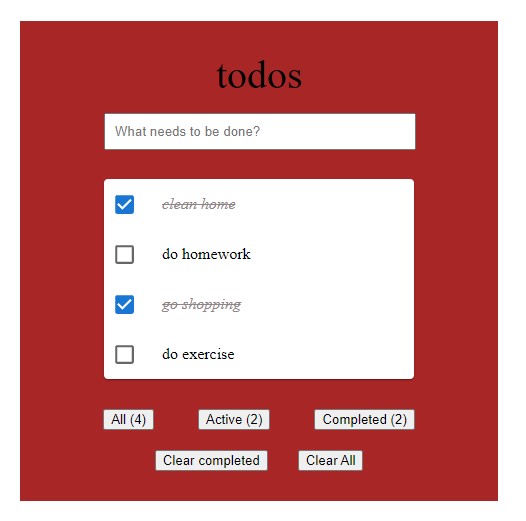 todos
What needs to be done?
clean home
do homework
go shopping
do exercise
All (4) Active (2) Completed (2)
Clear completed Clear All